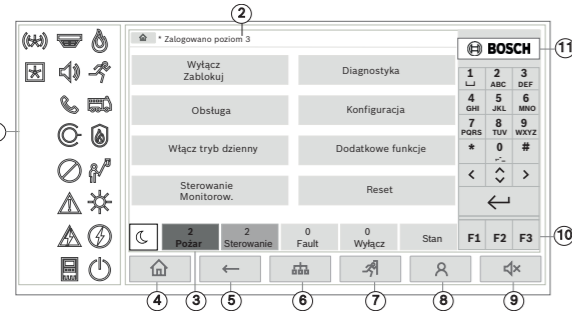 2
* Zalogowano poziom 3
BOSCH
11
Wyłącz
Zablokuj
Diagnostyka
Obsługa
Konfiguracja
Włącz tryb dzienny
Dodatkowe funkcje
Sterowanie
Monitorow.
Reset
1
2 ABC
3 DEF
4 GHI
5 JKL
6 MNO
7 PQRS
8 TUV
9 WXYZ
*
0
#
2 Pożar
2 Sterowanie
0 Fault
0 Wyłącz
Stan
F1 F2 F3
10
4
3
5
6
7
8
9